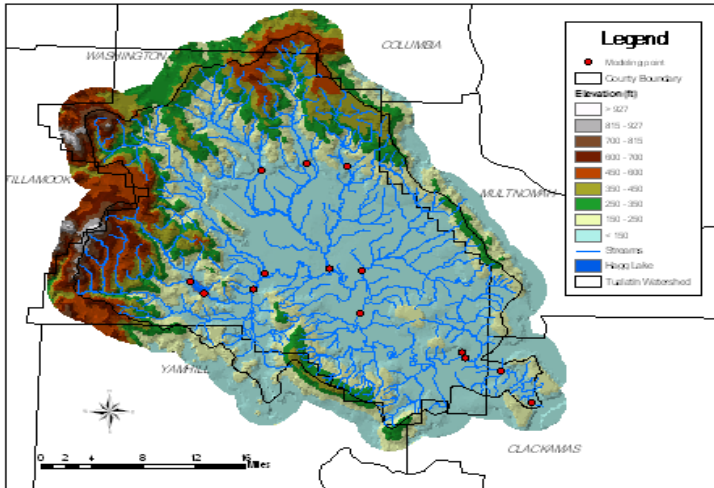 WASHINGTON
COLUMBIA
TILLAMOOK
MULTNOMAH
YAMHILL
CLACKAMAS
Legend
Modeling point
County Boundary
Elevation (ft)
> 927
815 - 927
700 - 815
600 - 700
450 - 600
350 - 450
250 - 350
150 - 250
< 150
Streams
Hagg Lake
Tualatin Watershed
0 2 4 8 12 16
Miles